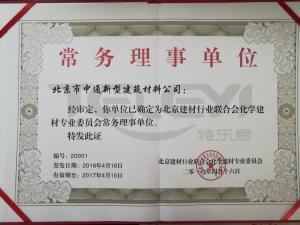 常务理事单位
北京市中通新型建筑材料公司：
经审定，你单位已确定为北京建材行业联合会化学建
材专业委员会常务理事单位。
特发此证
特乐意
编号：20001
签发日期：2016年4月16日
有效期至：2017年4月15日
北京建材行业联合会化学建材专业委员会
二〇一六年四月十六日